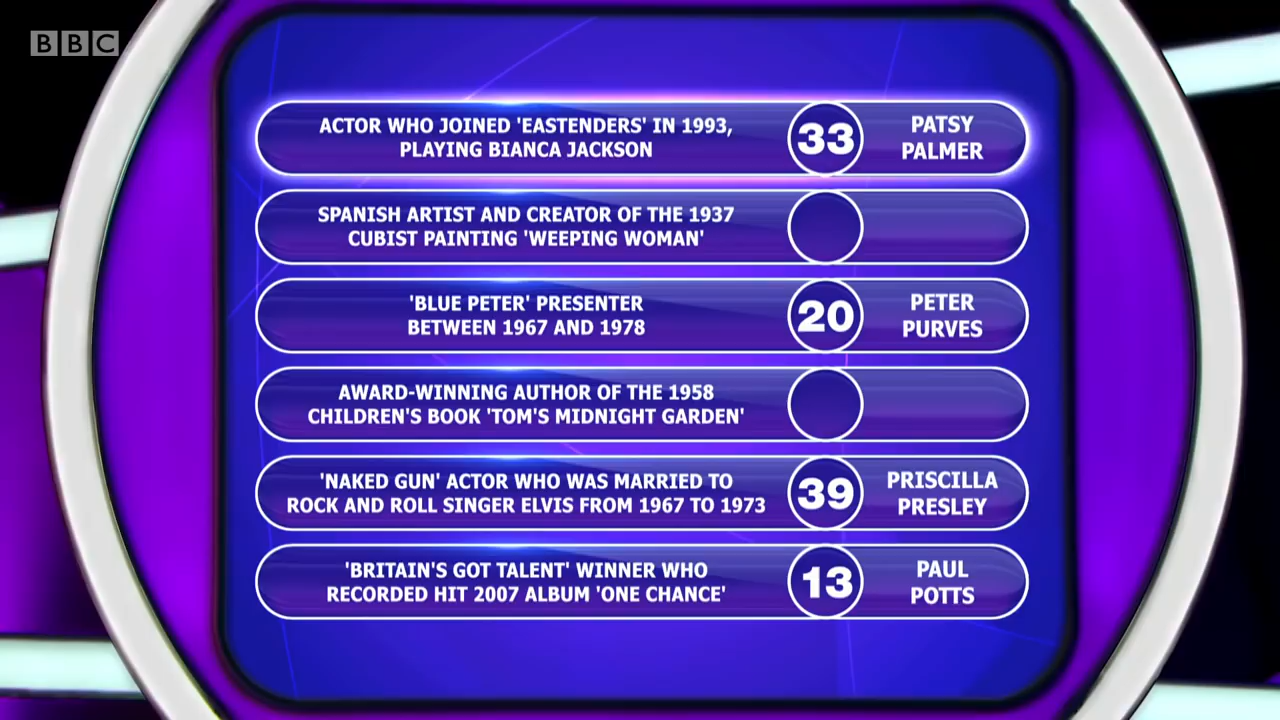 BBC
ACTOR WHO JOINED 'EASTENDERS' IN 1993,
PLAYING BIANCA JACKSON
33
PATSY
PALMER
SPANISH ARTIST AND CREATOR OF THE 1937
CUBIST PAINTING 'WEEPING WOMAN'
'BLUE PETER' PRESENTER
BETWEEN 1967 AND 1978
20
PETER
PURVES
AWARD-WINNING AUTHOR OF THE 1958
CHILDREN'S BOOK 'TOM'S MIDNIGHT GARDEN'
'NAKED GUN' ACTOR WHO WAS MARRIED TO
ROCK AND ROLL SINGER ELVIS FROM 1967 TO 1973
39
PRISCILLA
PRESLEY
'BRITAIN'S GOT TALENT' WINNER WHO
RECORDED HIT 2007 ALBUM 'ONE CHANCE'
13
PAUL
POTTS